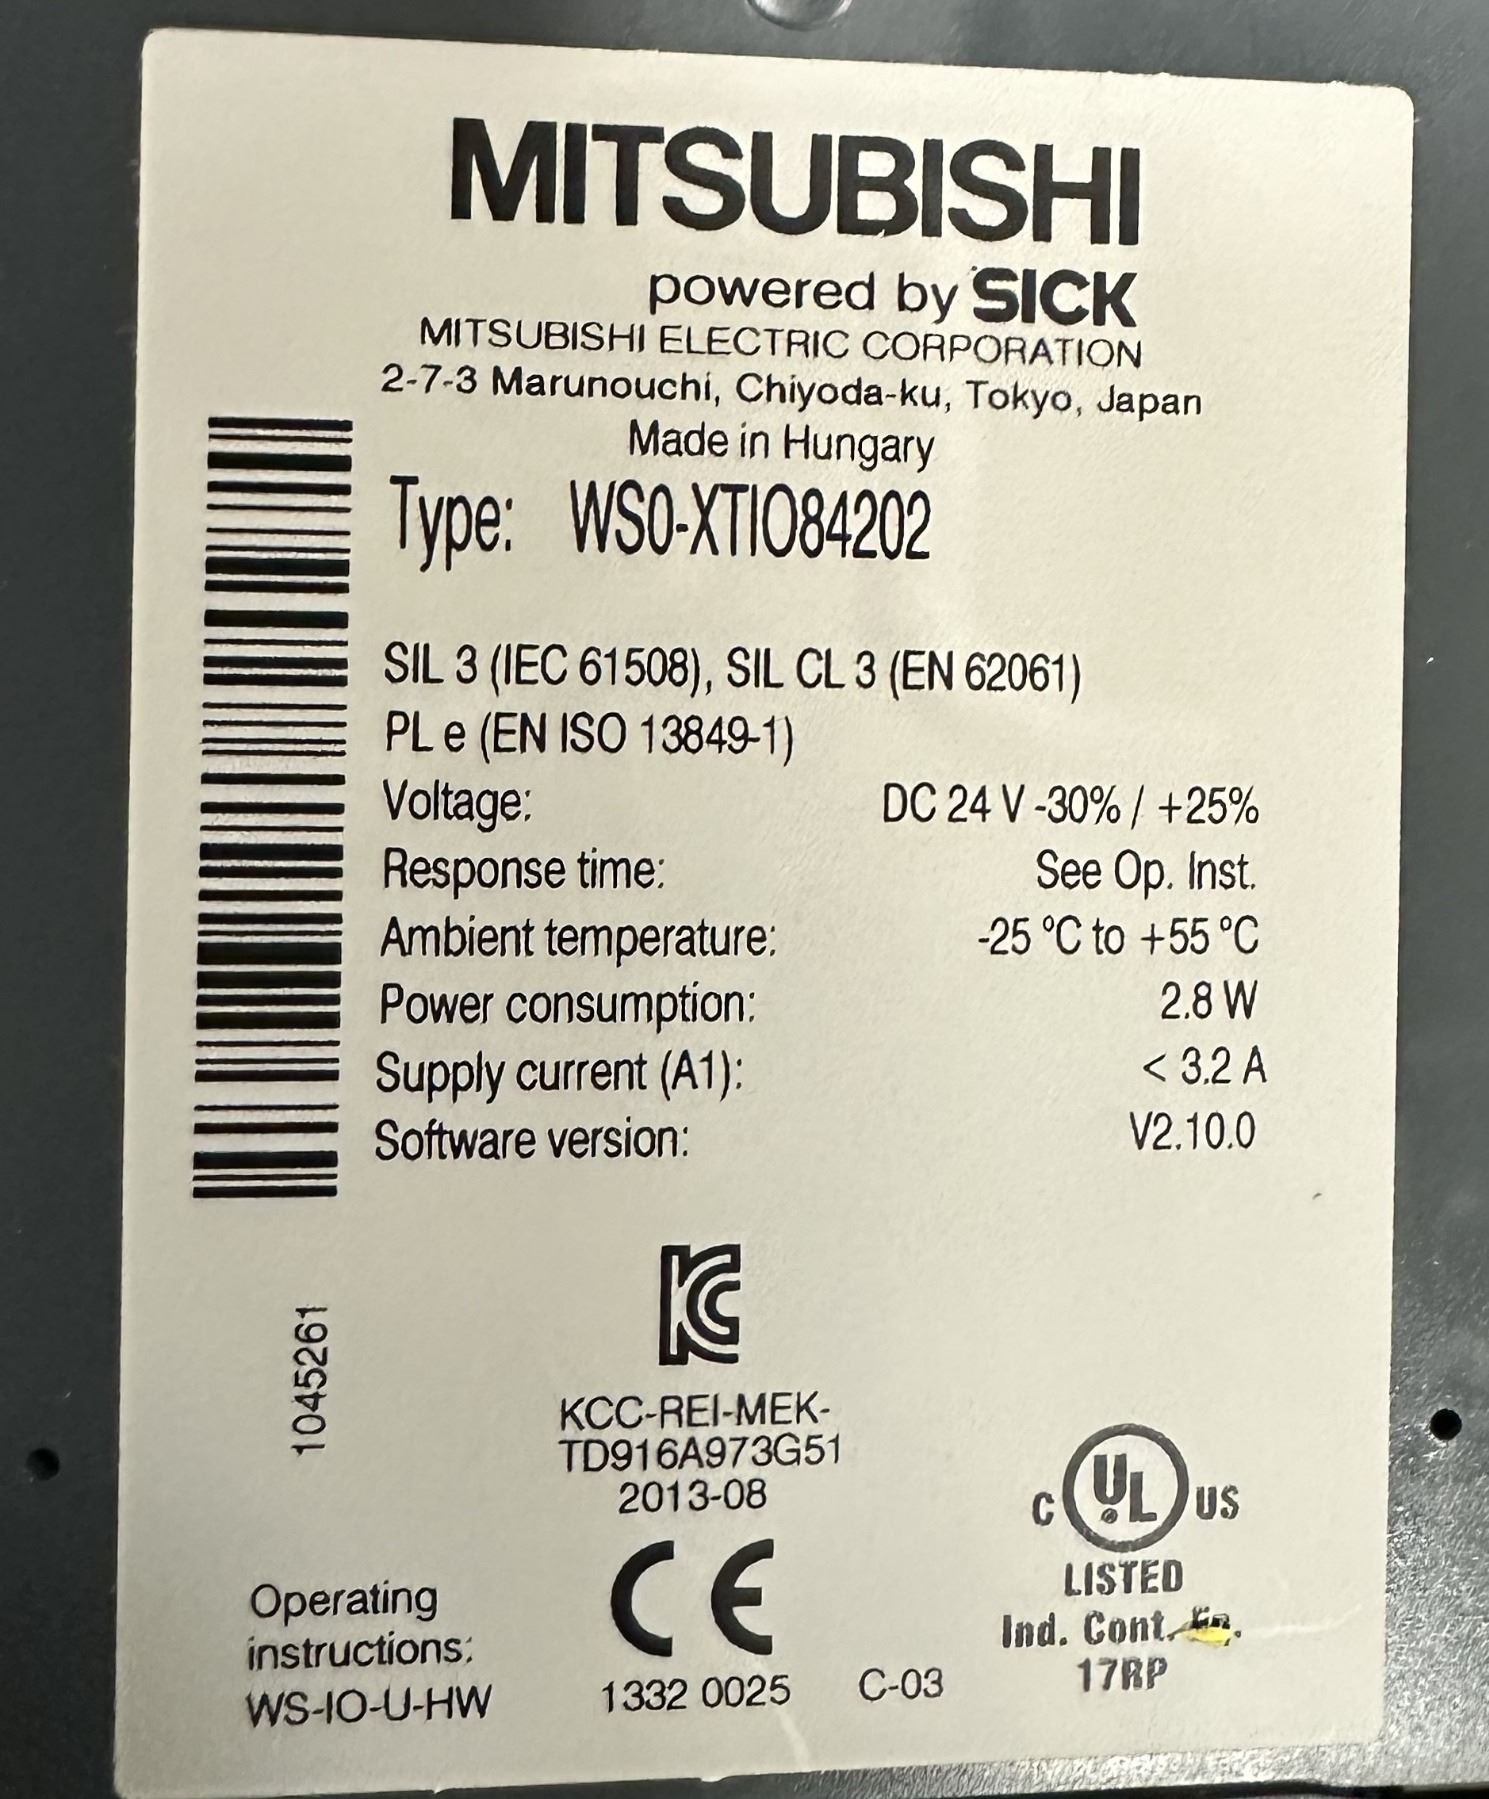 MITSUBISHI
powered by SICK
MITSUBISHI ELECTRIC CORPORATION
2-7-3 Marunouchi, Chiyoda-ku, Tokyo, Japan
Made in Hungary
Type: WS0-XTIO84202
SIL 3 (IEC 61508), SIL CL 3 (EN 62061)
PL e (EN ISO 13849-1)
Voltage: DC 24 V -30% / +25%
Response time: See Op. Inst.
Ambient temperature: -25 °C to +55 °C
Power consumption: 2.8 W
Supply current (A1): < 3.2 A
Software version: V2.10.0
1045261
KC
KCC-REI-MEK-
TD916A973G51
2013-08
CE
C UL US
LISTED
Ind. Cont. Eq.
17RP
Operating
instructions:
WS-IO-U-HW
1332 0025 C-03